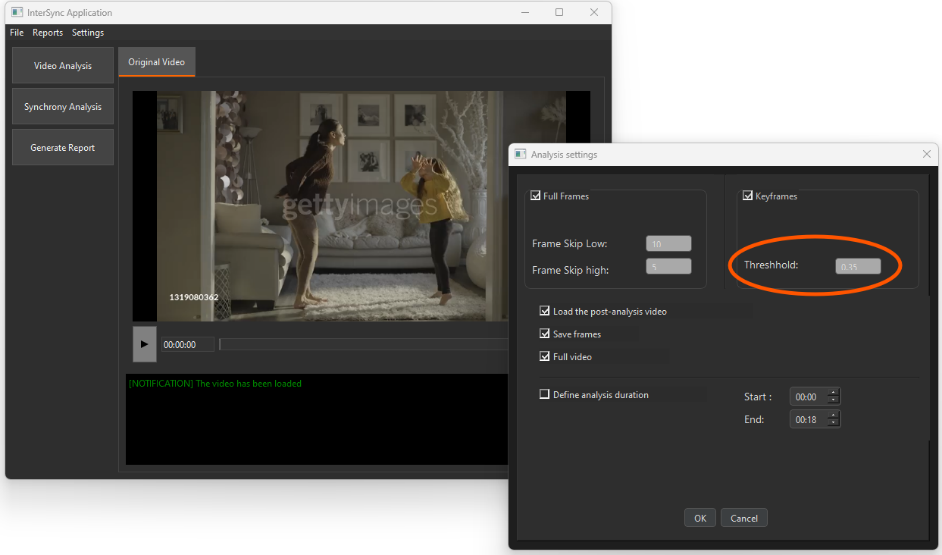 InterSync Application
File Reports Settings
Video Analysis
Synchrony Analysis
Generate Report
Original Video
gettyimages
1319080362
00:00:00
[NOTIFICATION] The video has been loaded
Analysis settings
Full Frames
Frame Skip Low: 10
Frame Skip high: 5
Keyframes
Threshhold: 0.35
Load the post-analysis video
Save frames
Full video
Define analysis duration
Start : 00:00
End: 00:18
OK Cancel